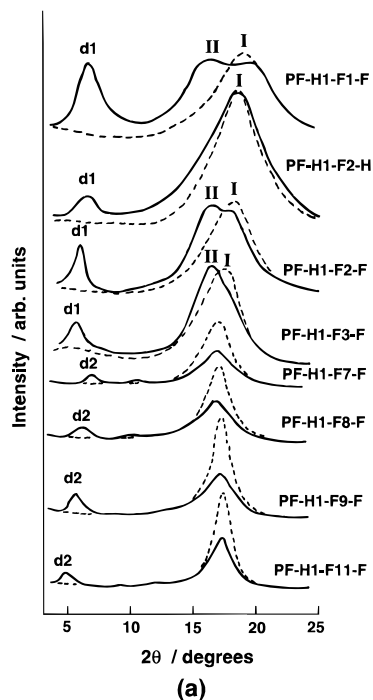 d1
II
I
PF-H1-F1-F
I
PF-H1-F2-H
d1
II
I
d1
PF-H1-F2-F
II
I
d1
PF-H1-F3-F
d2
PF-H1-F7-F
d2
PF-H1-F8-F
d2
PF-H1-F9-F
d2
PF-H1-F11-F
Intensity / arb. units
5 10 15 20 25
2θ / degrees
(a)